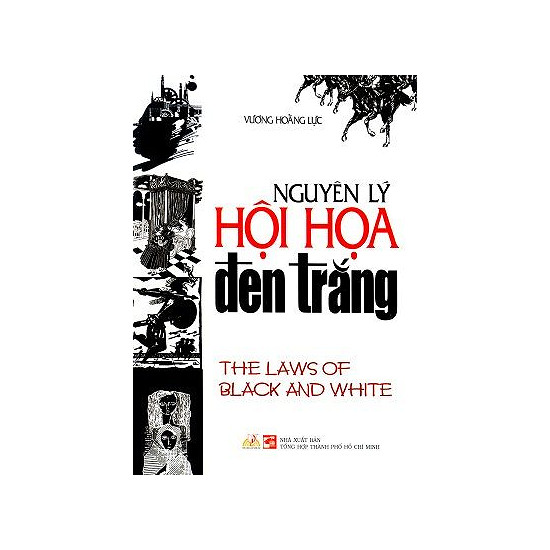 VƯƠNG HOẰNG LỰC
NGUYÊN LÝ
HỘI HỌA
đen trắng
THE LAWS OF
BLACK AND WHITE
NHÀ XUẤT BẢN
TỔNG HỢP THÀNH PHỐ HỒ CHÍ MINH